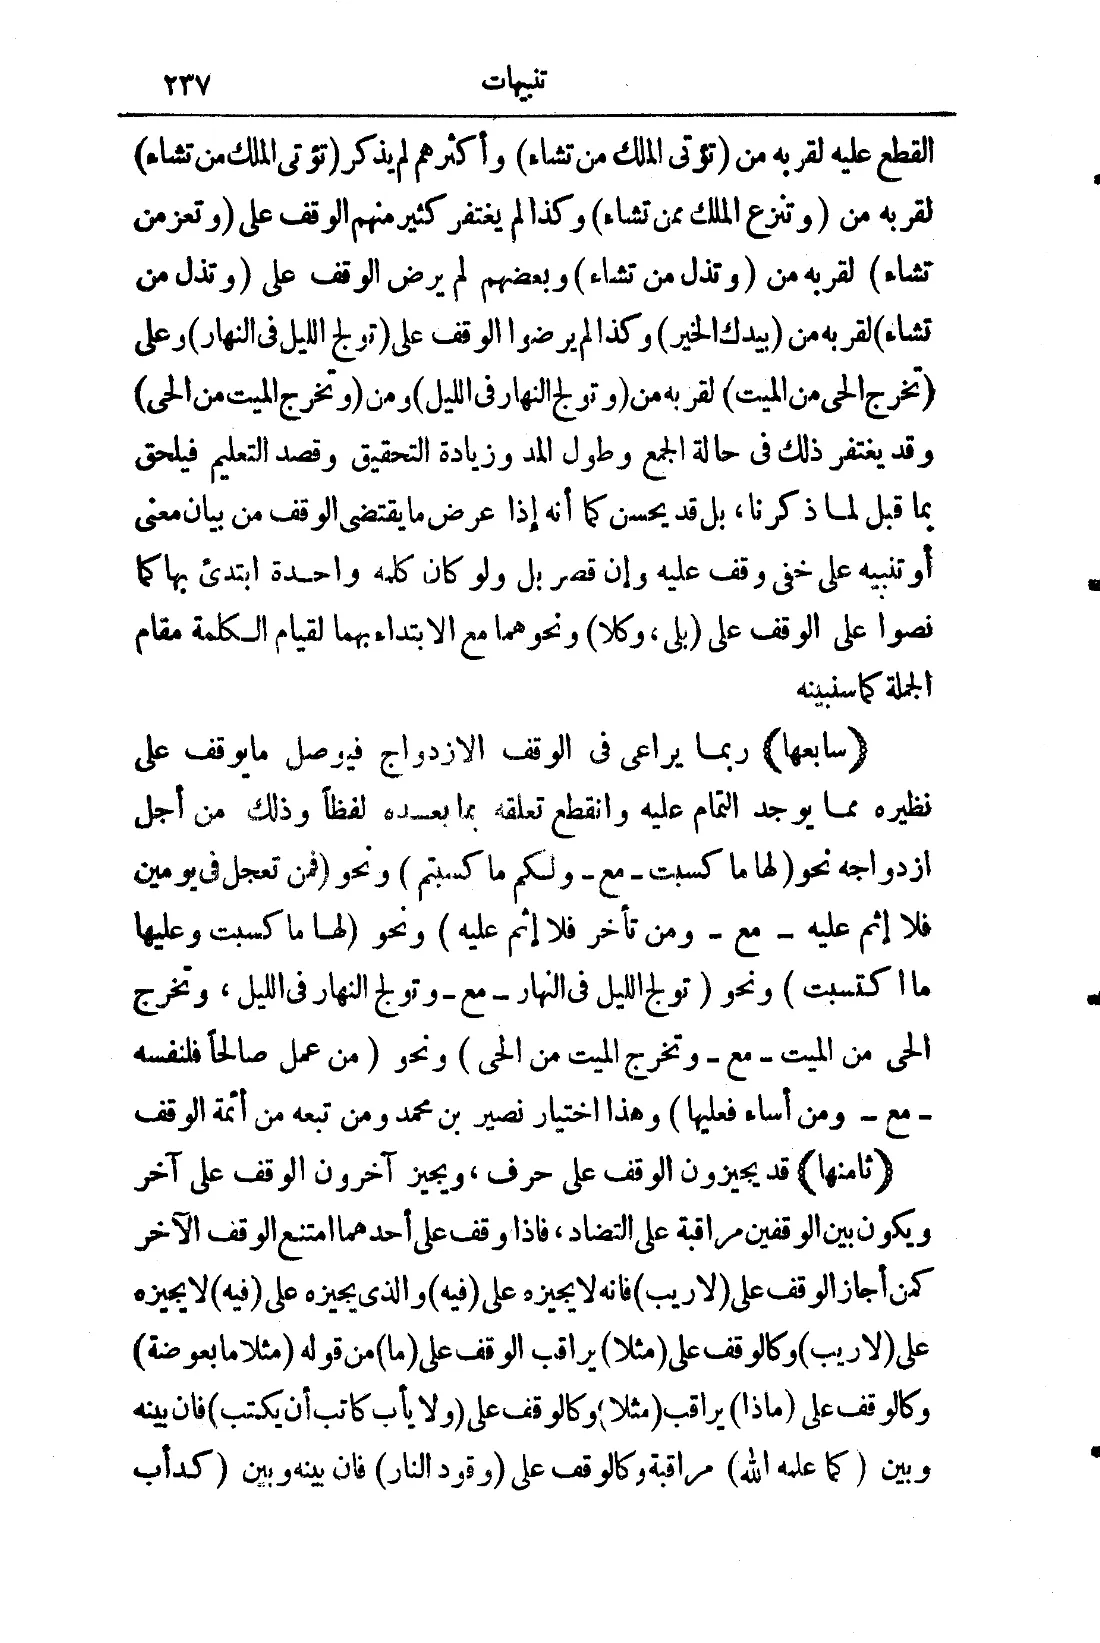 تنبيهات ٢٣٧
القطع عليه لقربه من (تؤتى الملك من تشاء) وأكثرهم لم يذكر (تؤتى الملك من تشاء)
لقربه من (وتنزع الملك ممن تشاء) وكذا لم يغتفر كثير منهم الوقف على (وتعز من
تشاء) لقربه من (وتذل من تشاء) وبعضهم لم يرض الوقف على (وتذل من
تشاء) لقربه من (بيدك الخير) وكذا لم يرضوا الوقف على (تولج الليل فى النهار) وعلى
(تخرج الحى من الميت) لقربه من (وتولج النهار فى الليل) ومن (وتخرج الميت من الحى)
وقد يغتفر ذلك فى حالة الجمع وطول المد وزيادة التحقيق وقصد التعليم فيلحق
بما قبل لما ذكرنا، بل قد يحسن كما أنه إذا عرض ما يقتضى الوقف من بيان معنى
أو تنبيه على خفى وقف عليه وإن قصر بل ولو كان كلمه واحدة ابتدئ بها كما
نصوا على الوقف على (بلى، وكلا) ونحوهما مع الابتداء بهما لقيام الكلمة مقام
الجملة كما سنبينه
(سابعها) ربما يراعى فى الوقف الازدواج فيوصل مايوقف على
نظيره مما يوجد التمام عليه وانقطع تعلقه بما بعده لفظاً وذلك من أجل
ازدواجه نحو (لها ما كسبت - مع - ولكم ما كسبتم) ونحو (فمن تعجل فى يومين
فلا إثم عليه - مع - ومن تأخر فلا إثم عليه) ونحو (لها ما كسبت وعليها
ما اكتسبت) ونحو (تولج الليل فى النهار - مع - وتولج النهار فى الليل، وتخرج
الحى من الميت - مع - وتخرج الميت من الحى) ونحو (من عمل صالحاً فلنفسه
- مع - ومن أساء فعليها) وهذا اختيار نصير بن محمد ومن تبعه من أئمة الوقف
(ثامنها) قد يجيزون الوقف على حرف، ويجيز آخرون الوقف على آخر
ويكون بين الوقفين مراقبة على التضاد، فاذا وقف على أحدهما امتنع الوقف الآخر
كمن أجاز الوقف على (لاريب) فانه لا يجيزه على (فيه) والذى يجيزه على (فيه) لا يجيزه
على (لاريب) وكالوقف على (مثلا) يراقب الوقف على (ما) من قوله (مثلا ما بعوضة)
وكالوقف على (ماذا) يراقب (مثلا) وكالوقف على (ولا يأب كاتب أن يكتب) فان بينه
وبين (كما علمه الله) مراقبة وكالوقف على (وقود النار) فان بينه وبين (كدأب